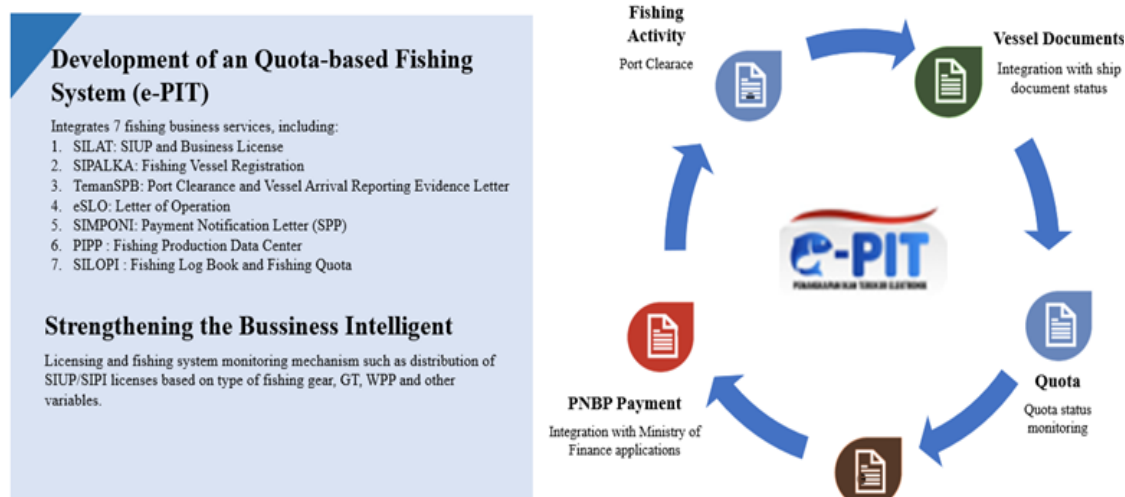 Development of an Quota-based Fishing
System (e-PIT)
Integrates 7 fishing business services, including:
1. SILAT: SIUP and Business License
2. SIPALKA: Fishing Vessel Registration
3. TemanSPB: Port Clearance and Vessel Arrival Reporting Evidence Letter
4. eSLO: Letter of Operation
5. SIMPONI: Payment Notification Letter (SPP)
6. PIPP : Fishing Production Data Center
7. SILOPI : Fishing Log Book and Fishing Quota
Strengthening the Bussiness Intelligent
Licensing and fishing system monitoring mechanism such as distribution of
SIUP/SIPI licenses based on type of fishing gear, GT, WPP and other
variables.
Fishing
Activity
Port Clearace
Vessel Documents
Integration with ship
document status
e-PIT
PENANGKAPAN IKAN TERUKUR ELEKTRONIK
Quota
Quota status
monitoring
PNBP Payment
Integration with Ministry of
Finance applications